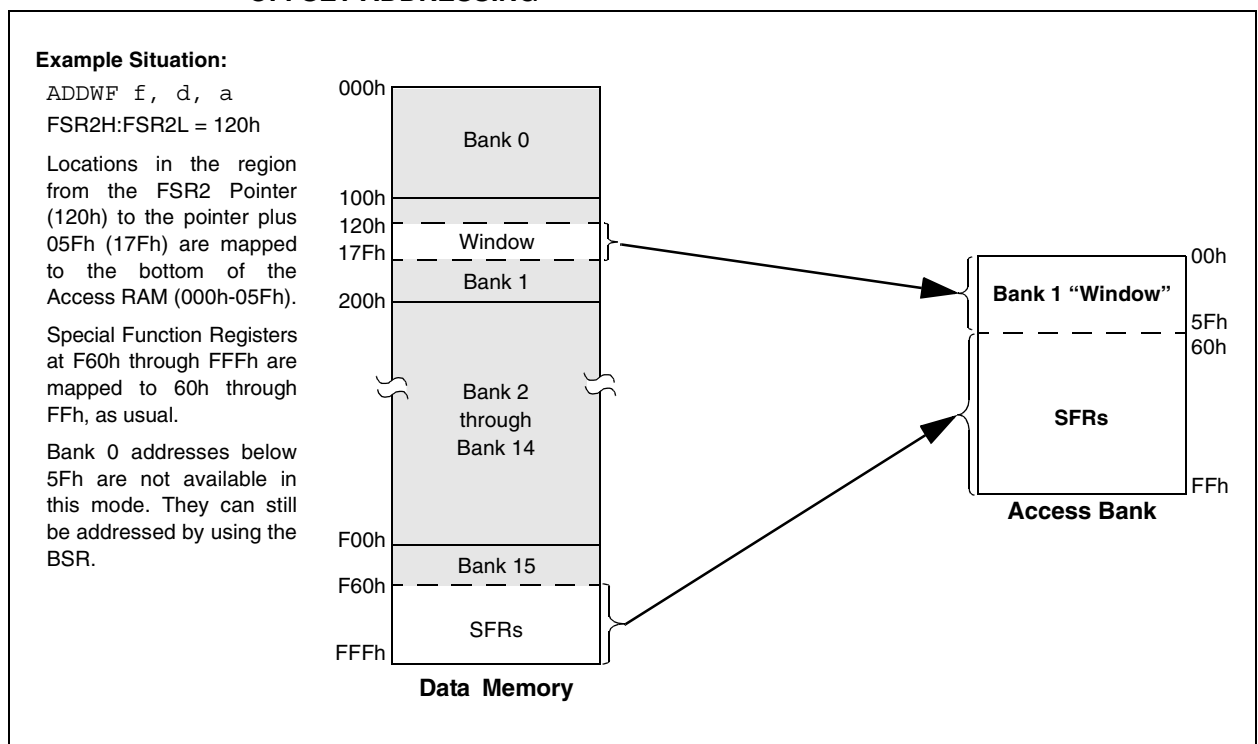 OFFSET ADDRESSING
Example Situation:
ADDWF f, d, a
FSR2H:FSR2L = 120h
Locations in the region
from the FSR2 Pointer
(120h) to the pointer plus
05Fh (17Fh) are mapped
to the bottom of the
Access RAM (000h-05Fh).
Special Function Registers
at F60h through FFFh are
mapped to 60h through
FFh, as usual.
Bank 0 addresses below
5Fh are not available in
this mode. They can still
be addressed by using the
BSR.
000h
Bank 0
100h
120h
Window
17Fh
Bank 1
200h
Bank 2
through
Bank 14
F00h
Bank 15
F60h
SFRs
FFFh
Data Memory
00h
Bank 1 “Window”
5Fh
60h
SFRs
FFh
Access Bank